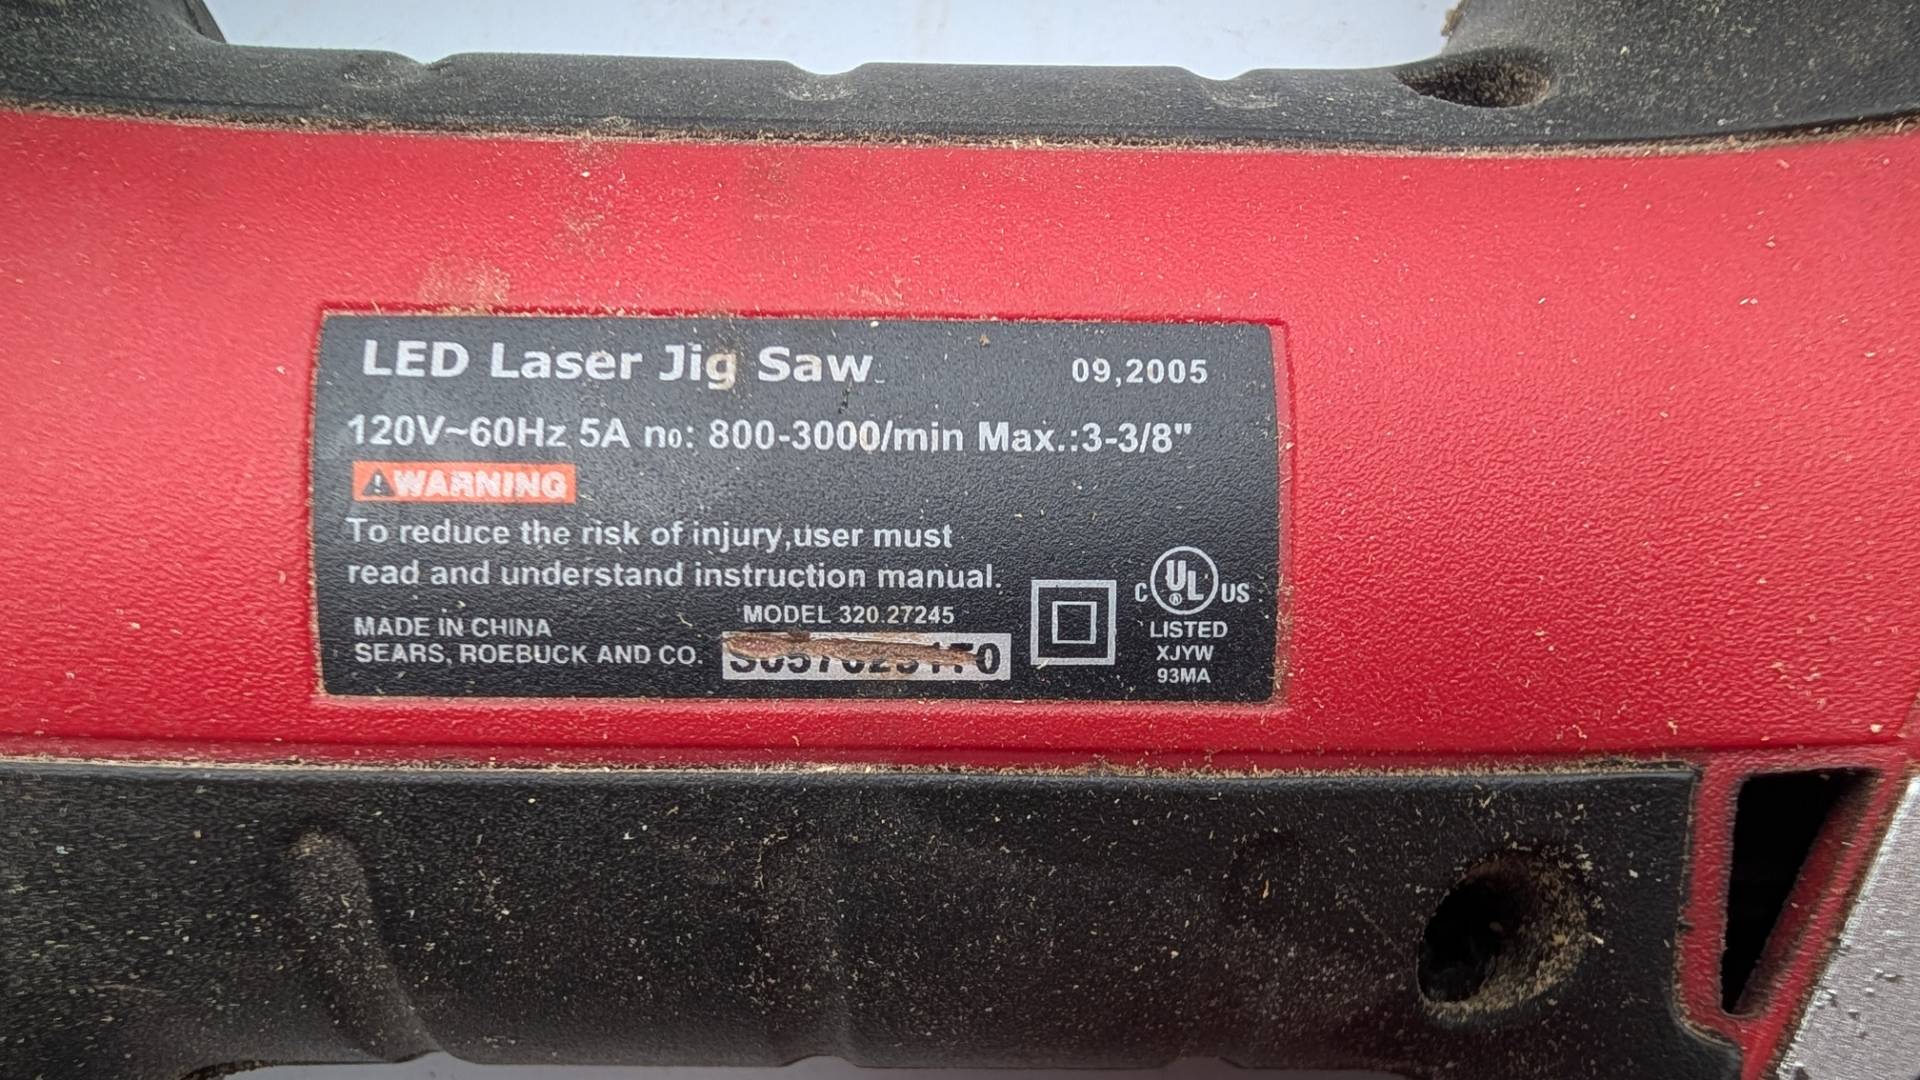 LED Laser Jig Saw 09,2005
120V~60Hz 5A n₀: 800-3000/min Max.:3-3/8"
WARNING
To reduce the risk of injury,user must
read and understand instruction manual.
MODEL 320.27245
MADE IN CHINA
SEARS, ROEBUCK AND CO.
C UL ® US
LISTED
XJYW
93MA